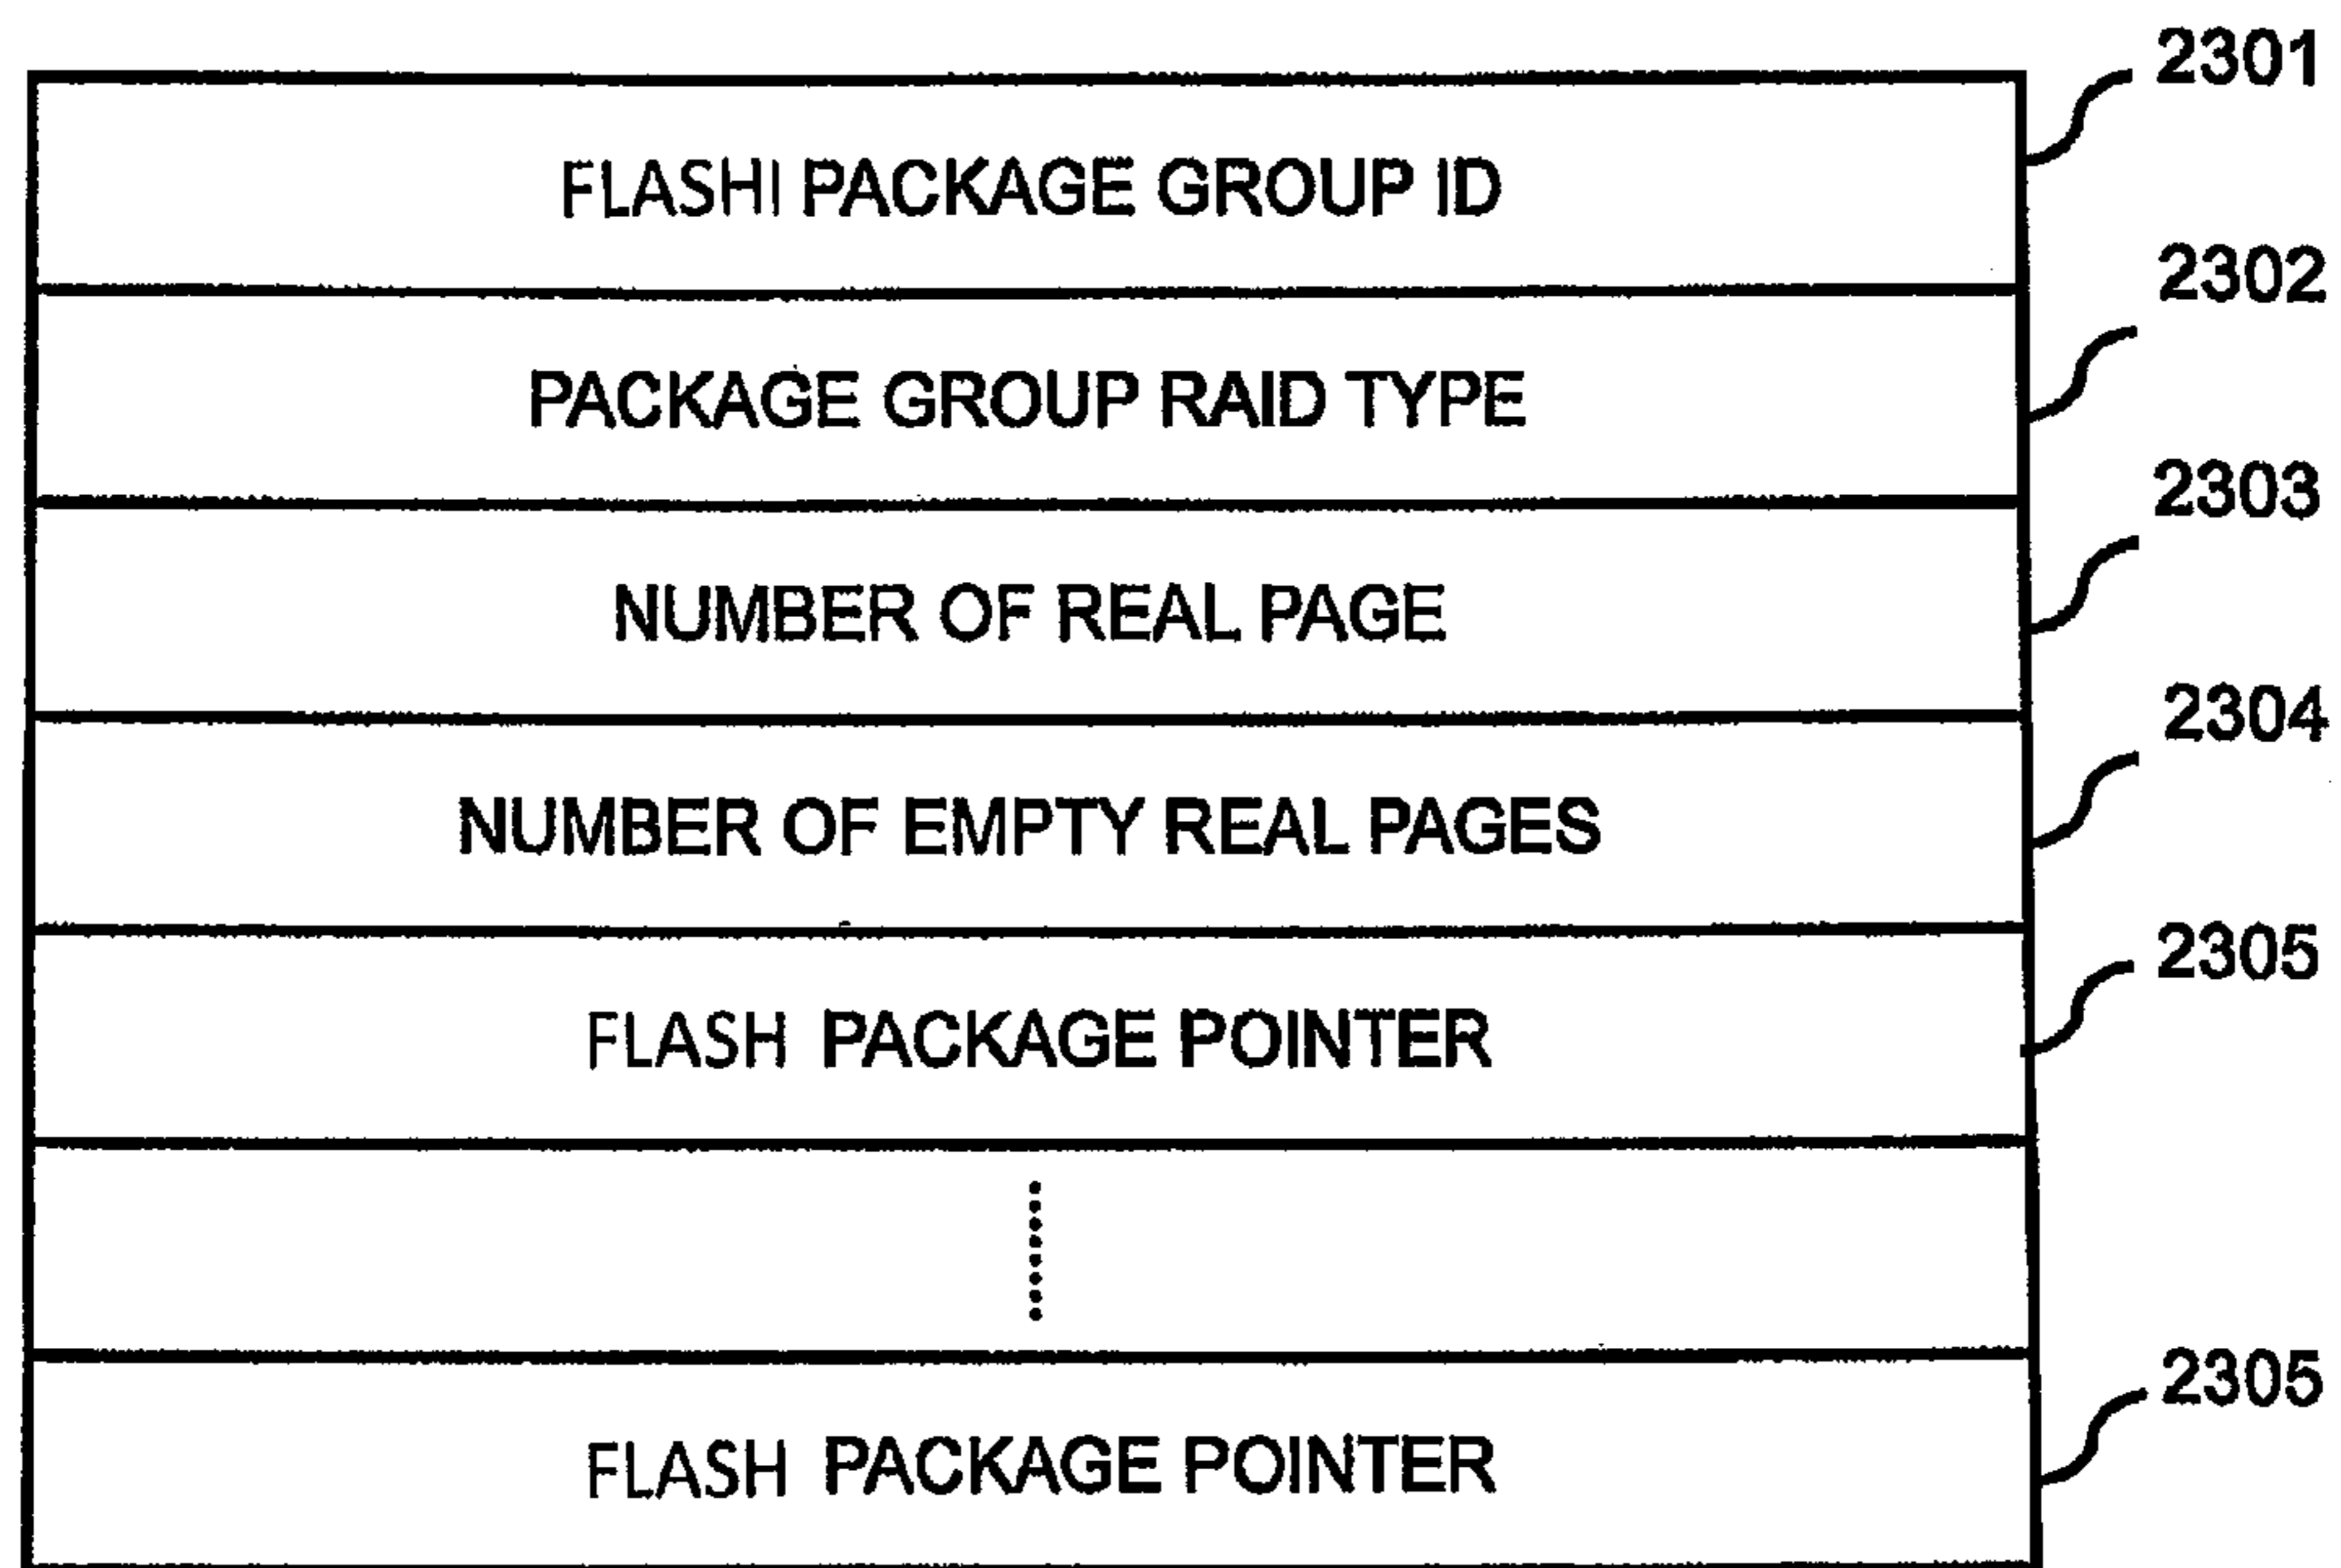 2301
FLASHI PACKAGE GROUP ID
2302
PACKAGE GROUP RAID TYPE
2303
NUMBER OF REAL PAGE
2304
NUMBER OF EMPTY REAL PAGES
2305
FLASH PACKAGE POINTER
2305
FLASH PACKAGE POINTER